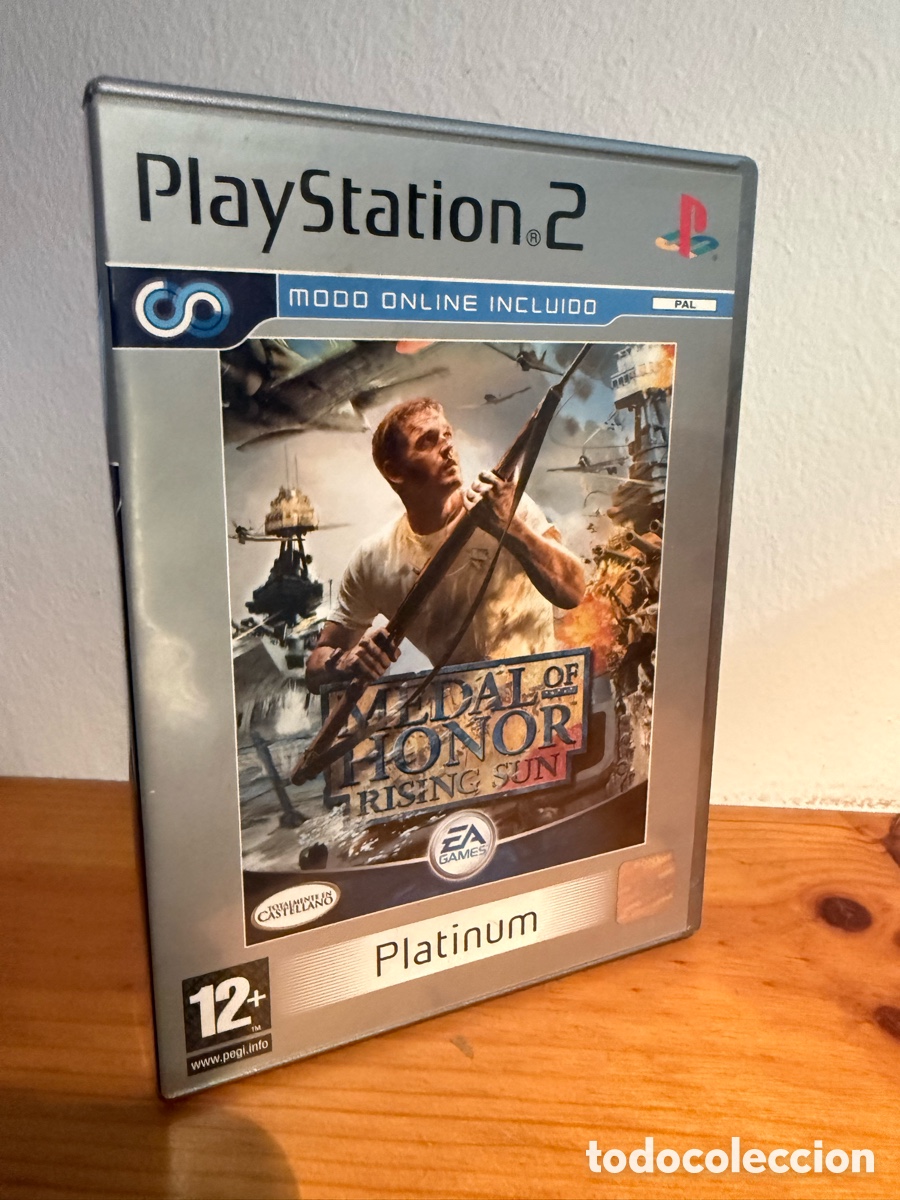 PlayStation®2
MODO ONLINE INCLUIDO
PAL
MEDAL OF
HONOR
RISING SUN
EA
GAMES
TOTALMENTE EN
CASTELLANO
Platinum
12+
TM
www.pegi.info
todocoleccion